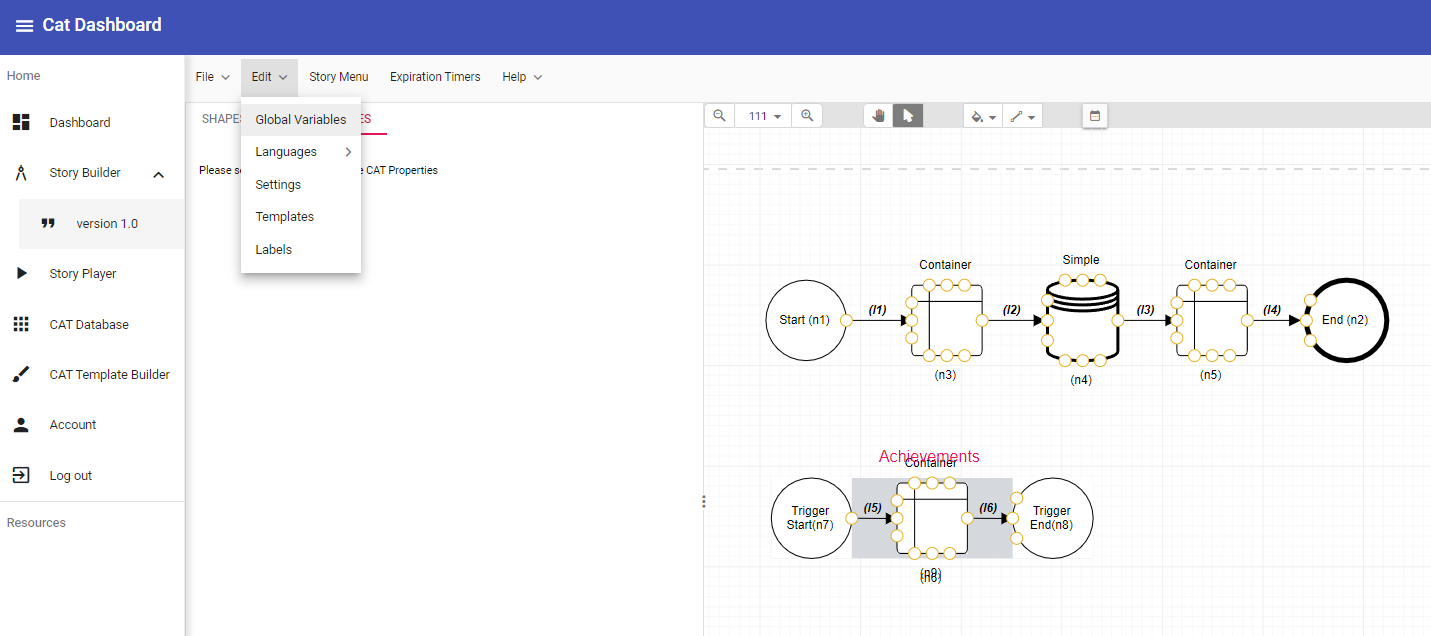 Cat Dashboard
Home
Dashboard
Story Builder
version 1.0
Story Player
CAT Database
CAT Template Builder
Account
Log out
Resources
File
Edit
Story Menu
Expiration Timers
Help
Global Variables
Languages
Settings
Templates
Labels
SHAPES
ES
Please se
e CAT Properties
111
Container
Simple
Container
Start (n1)
(l1)
(l2)
(l3)
(l4)
End (n2)
(n3)
(n4)
(n5)
Achievements
Container
Trigger
Start(n7)
(l5)
(l6)
Trigger
End(n8)
(n9)